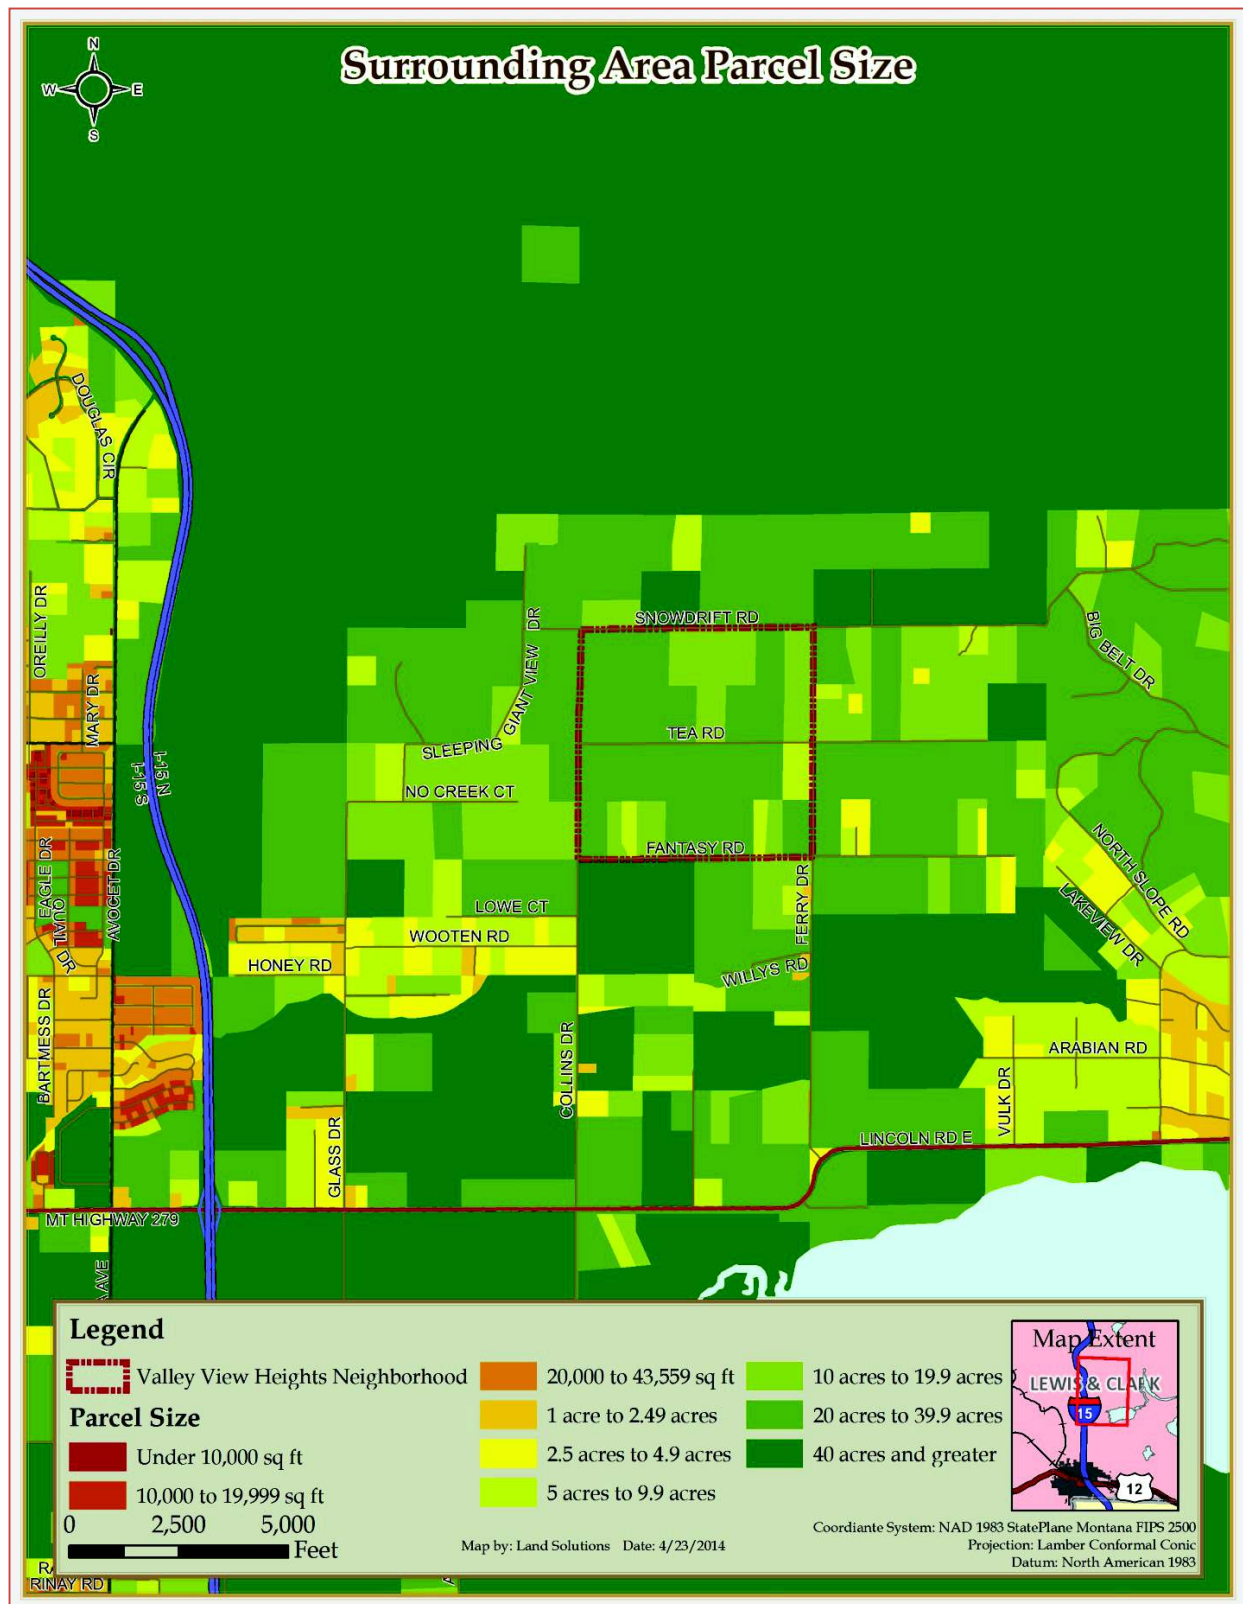 Surrounding Area Parcel Size
N
W
E
S
DOUGLAS CIR
OREILLY DR
MARY DR
I-15 N
I-15 S
SNOWDRIFT RD
BIG BELT DR
SLEEPING GIANT VIEW DR
TEA RD
NO CREEK CT
FANTASY RD
NORTH SLOPE RD
EAGLE DR
QUAIL DR
AVOCET DR
LOWE CT
WOOTEN RD
FERRY DR
LAKEVIEW DR
HONEY RD
WILLYS RD
BARTMESS DR
COLLINS DR
ARABIAN RD
VULK DR
GLASS DR
LINCOLN RD E
MT HIGHWAY 279
AVE
Legend
Valley View Heights Neighborhood
Parcel Size
Under 10,000 sq ft
10,000 to 19,999 sq ft
20,000 to 43,559 sq ft
1 acre to 2.49 acres
2.5 acres to 4.9 acres
5 acres to 9.9 acres
10 acres to 19.9 acres
20 acres to 39.9 acres
40 acres and greater
Map Extent
LEWIS & CLARK
15
12
0 2,500 5,000
Feet
Map by: Land Solutions Date: 4/23/2014
Coordiante System: NAD 1983 StatePlane Montana FIPS 2500
Projection: Lamber Conformal Conic
Datum: North American 1983
RINAY RD